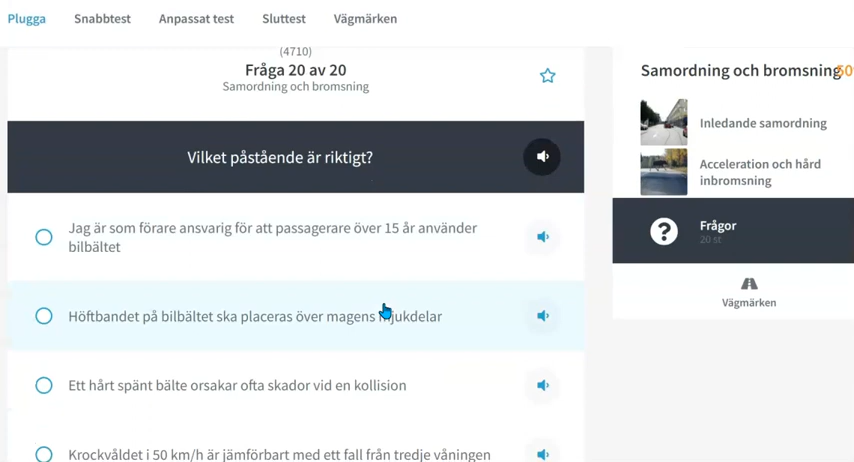 Plugga Snabbtest Anpassat test Sluttest Vägmärken
(4710)
Fråga 20 av 20
Samordning och bromsning
Vilket påstående är riktigt?
Jag är som förare ansvarig för att passagerare över 15 år använder
bilbältet
Höftbandet på bilbältet ska placeras över magens mjukdelar
Ett hårt spänt bälte orsakar ofta skador vid en kollision
Krockvåldet i 50 km/h är jämförbart med ett fall från tredje våningen
Samordning och bromsning
Inledande samordning
Acceleration och hård
inbromsning
Frågor
20 st
Vägmärken